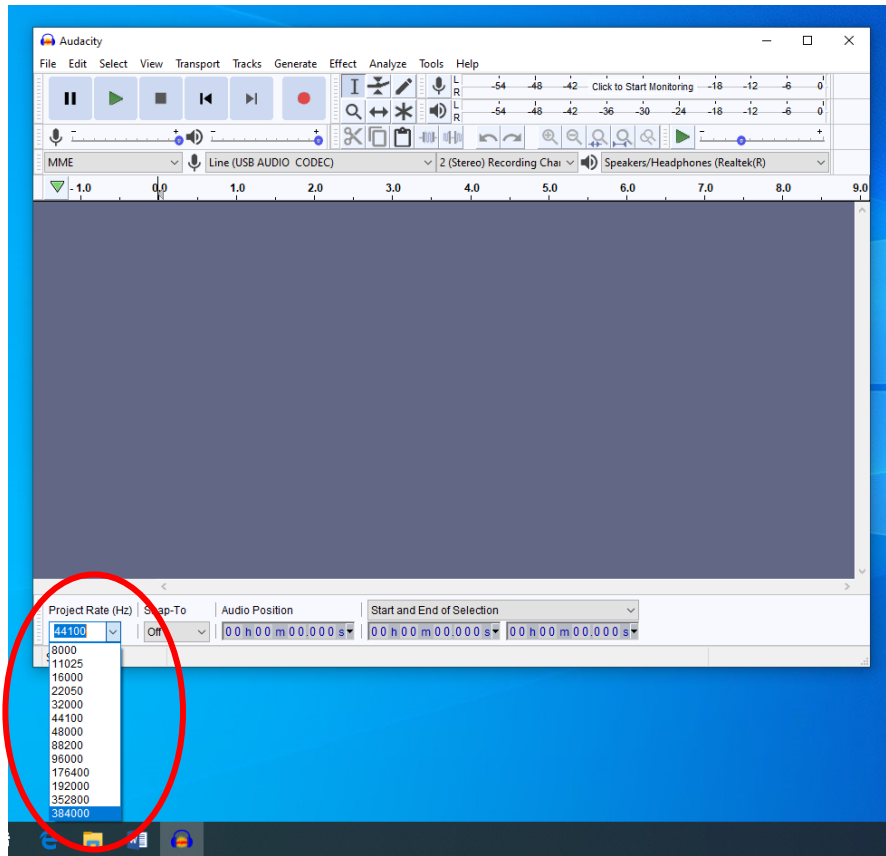 Audacity
File Edit Select View Transport Tracks Generate Effect Analyze Tools Help
L
R
-54 -48 -42 Click to Start Monitoring -18 -12 -6 0
L
R
-54 -48 -42 -36 -30 -24 -18 -12 -6 0
MME Line (USB AUDIO CODEC) 2 (Stereo) Recording Chai Speakers/Headphones (Realtek(R)
- 1.0 0.0 1.0 2.0 3.0 4.0 5.0 6.0 7.0 8.0 9.0
Project Rate (Hz) Snap-To Audio Position Start and End of Selection
44100 Off 00 h 00 m 00.000 s 00 h 00 m 00.000 s 00 h 00 m 00.000 s
8000
11025
16000
22050
32000
44100
48000
88200
96000
176400
192000
352800
384000